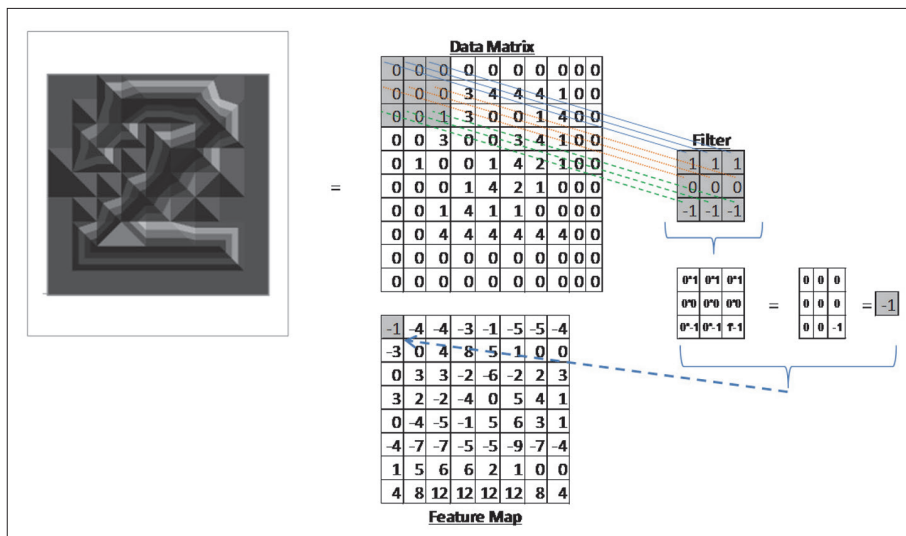 Data Matrix
0 0 0 0 0 0 0 0 0 0
0 0 0 3 4 4 4 1 0 0
0 0 1 3 0 0 1 4 0 0
0 0 3 0 0 3 4 1 0 0
0 1 0 0 1 4 2 1 0 0
0 0 0 1 4 2 1 0 0 0
0 0 1 4 1 1 0 0 0 0
0 0 4 4 4 4 4 4 0 0
0 0 0 0 0 0 0 0 0 0
0 0 0 0 0 0 0 0 0 0
=
Filter
1 1 1
0 0 0
-1 -1 -1
0*1 0*1 0*1
0*0 0*0 0*0
0*-1 0*-1 1*-1
=
0 0 0
0 0 0
0 0 -1
= -1
-1 -4 -4 -3 -1 -5 -5 -4
-3 0 4 8 5 1 0 0
0 3 3 -2 -6 -2 2 3
3 2 -2 -4 0 5 4 1
0 -4 -5 -1 5 6 3 1
-4 -7 -7 -5 -5 -9 -7 -4
1 5 6 6 2 1 0 0
4 8 12 12 12 12 8 4
Feature Map